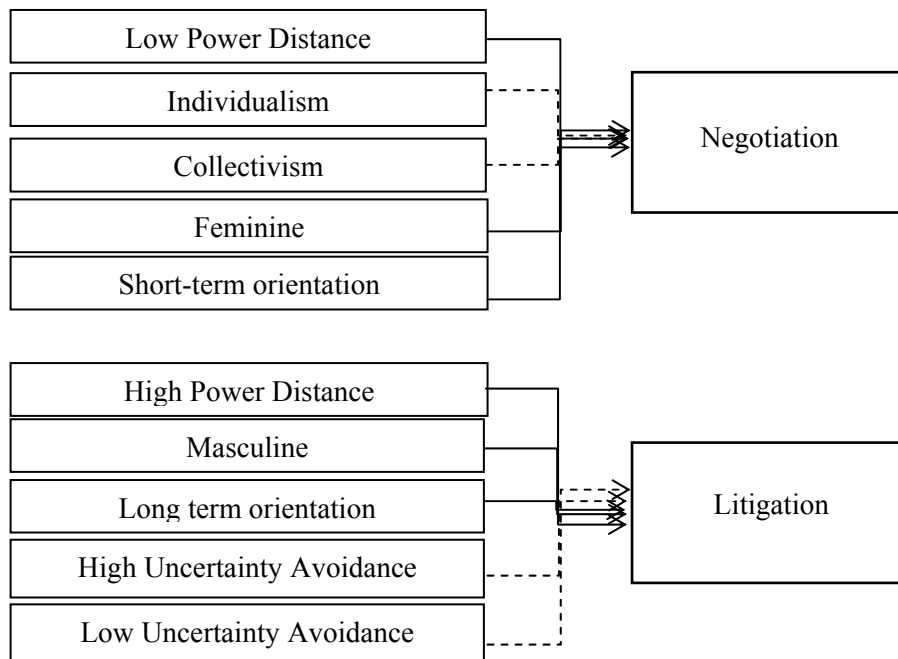 Low Power Distance
Individualism
Collectivism
Feminine
Short-term orientation
Negotiation
High Power Distance
Masculine
Long term orientation
High Uncertainty Avoidance
Low Uncertainty Avoidance
Litigation